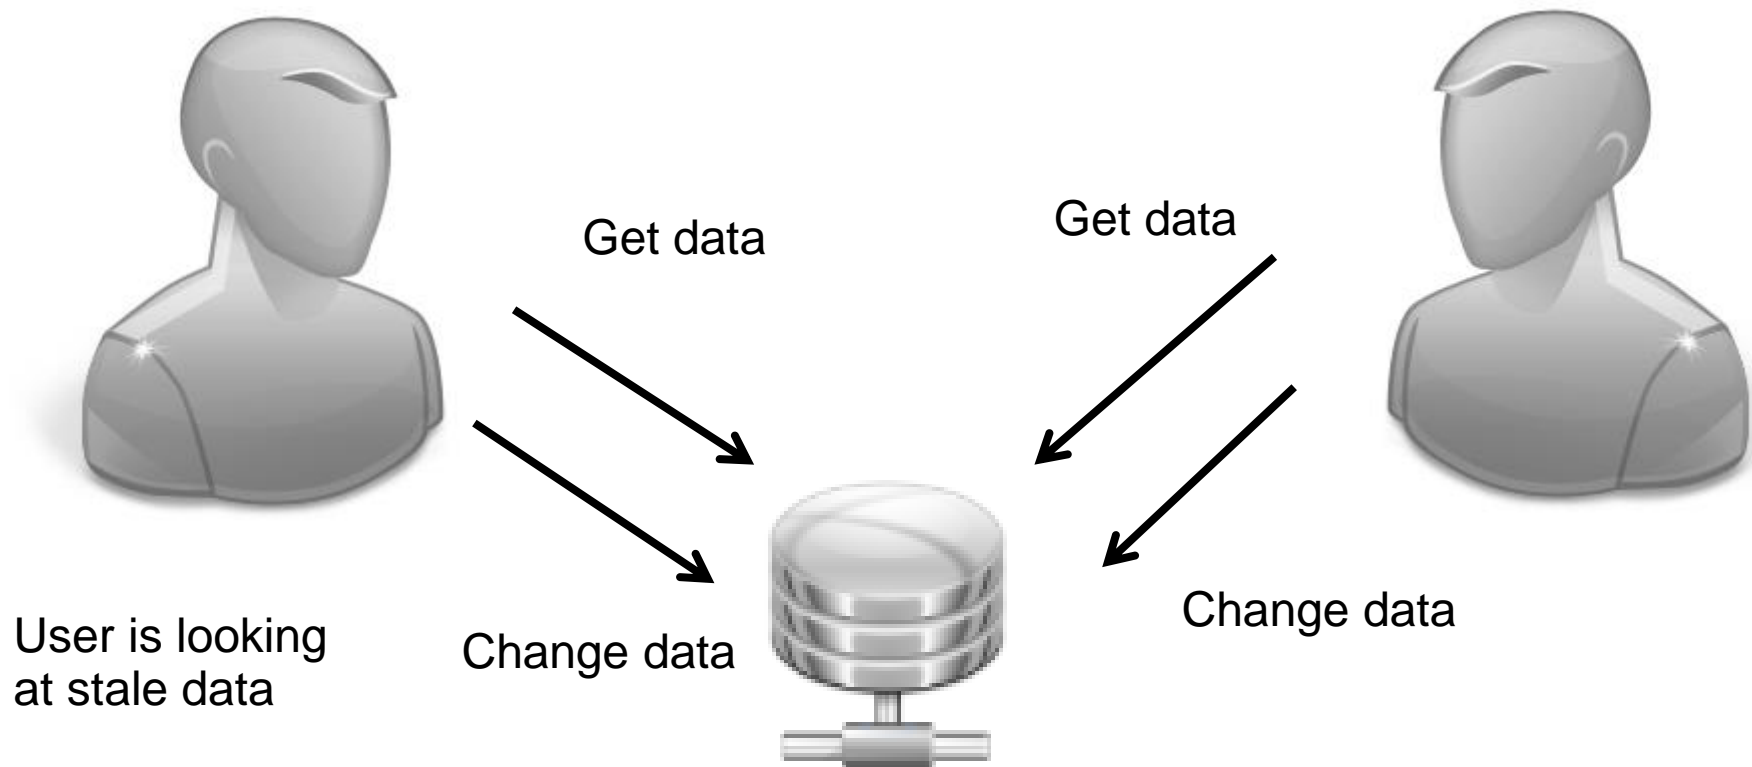 Get data
Get data
Change data
Change data
User is looking
at stale data